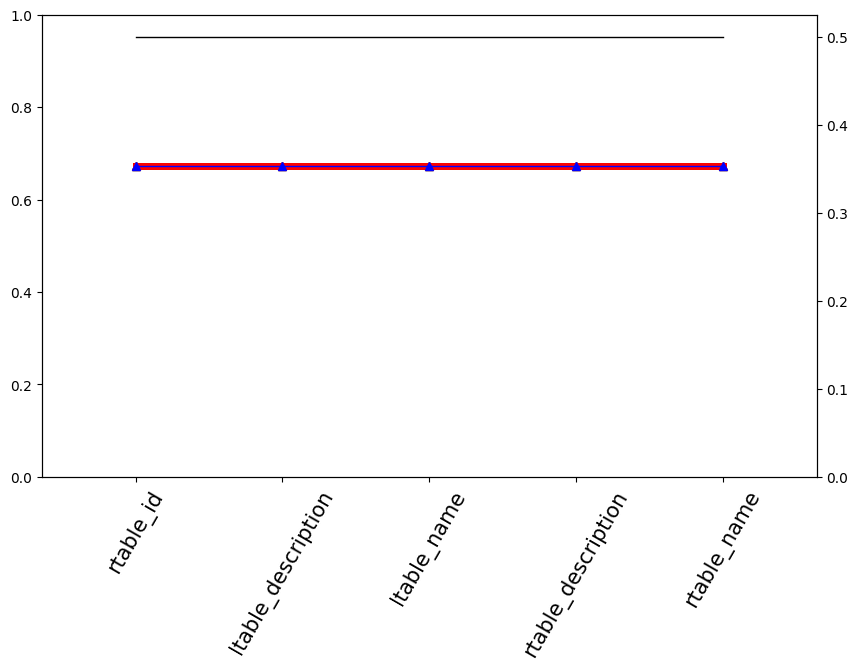 1.0
0.8
0.6
0.4
0.2
0.0
0.5
0.4
0.3
0.2
0.1
0.0
rtable_id
ltable_description
ltable_name
rtable_description
rtable_name